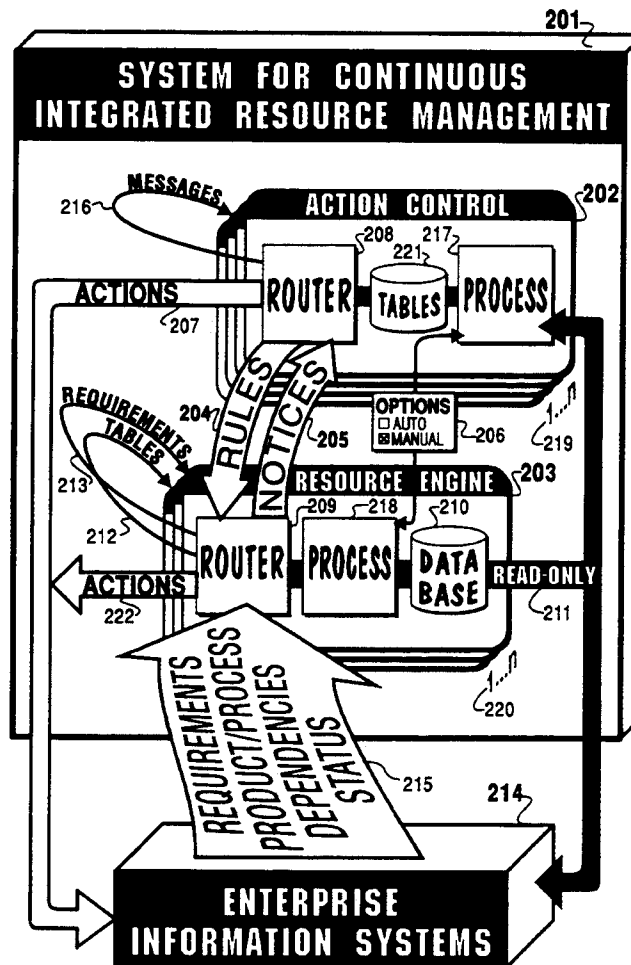 201
SYSTEM FOR CONTINUOUS
INTEGRATED RESOURCE MANAGEMENT
MESSAGES
216
ACTION CONTROL
202
208
217
221
ROUTER
TABLES
PROCESS
ACTIONS
207
RULES
NOTICES
204
205
OPTIONS
AUTO
MANUAL
206
1...n
219
REQUIREMENTS
TABLES
213
212
RESOURCE ENGINE
203
209
218
210
ROUTER
PROCESS
DATA
BASE
READ-ONLY
211
ACTIONS
222
1...n
220
REQUIREMENTS
PRODUCT/PROCESS
DEPENDENCIES
STATUS
215
214
ENTERPRISE
INFORMATION SYSTEMS